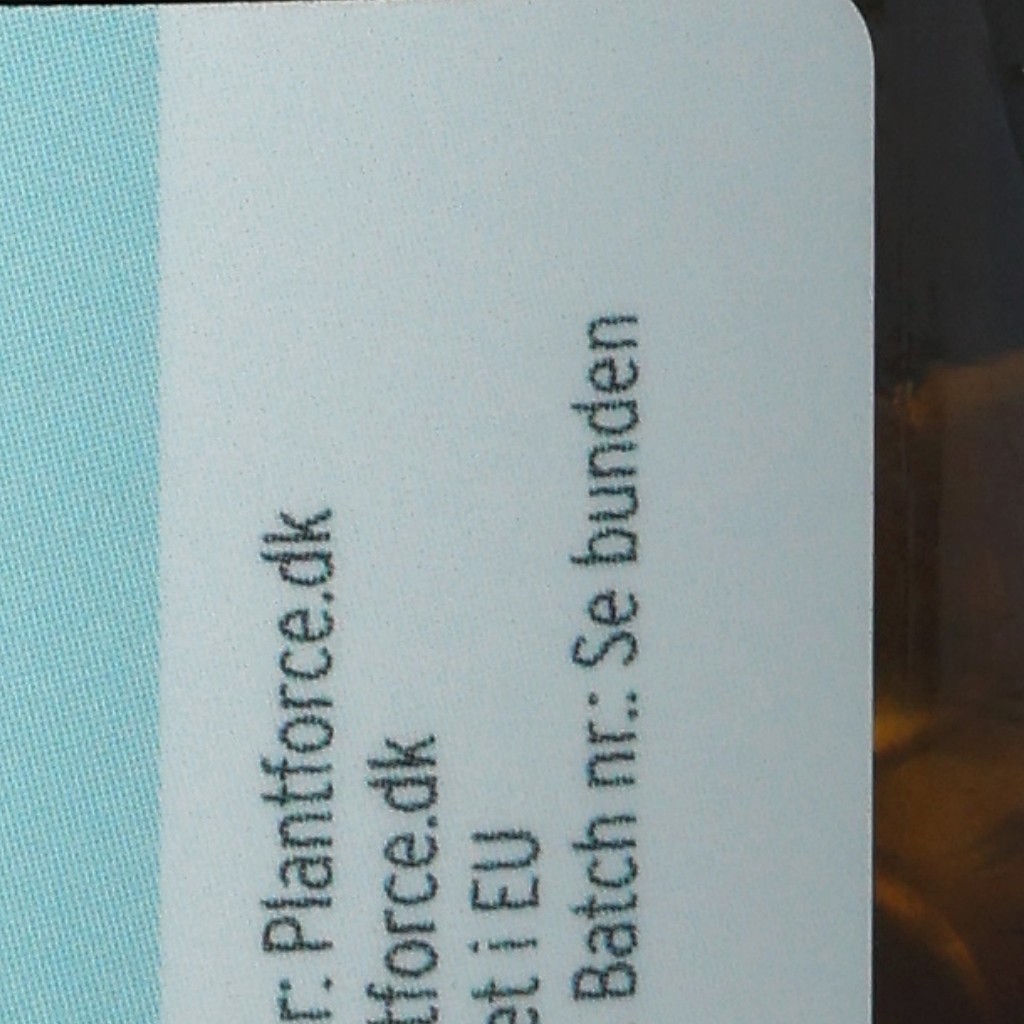 r: Plantforce.dk
tforce.dk
et i EU
Batch nr.: Se bunden